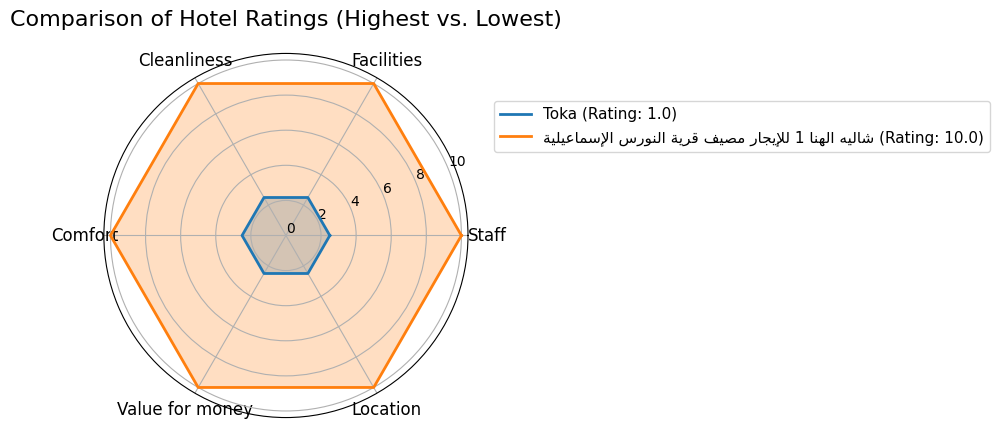 Comparison of Hotel Ratings (Highest vs. Lowest)
Cleanliness
Facilities
Toka (Rating: 1.0)
شاليه الهنا 1 للإيجار مصيف قرية النورس الإسماعيلية (Rating: 10.0)
10
8
6
4
2
0
Comfort
Staff
Value for money
Location